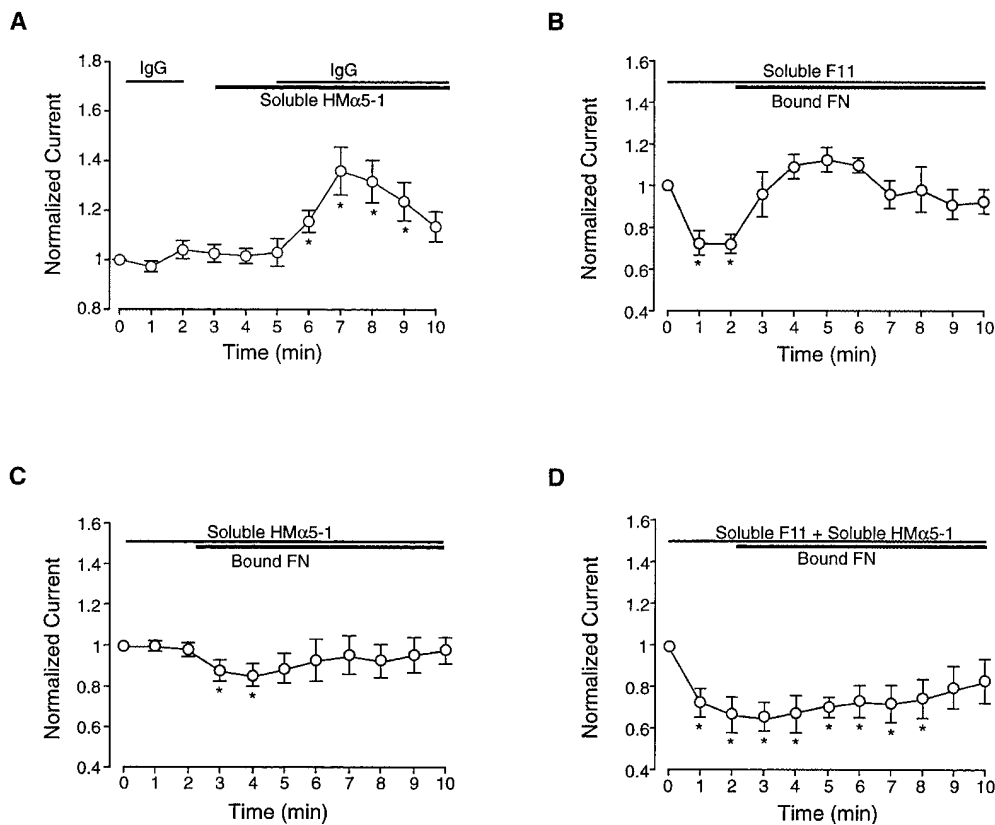 A
1.8
1.6
1.4
1.2
1
0.8
Normalized Current
IgG
IgG
Soluble HMα5-1
*
*
*
*
0 1 2 3 4 5 6 7 8 9 10
Time (min)
B
1.6
1.4
1.2
1
0.8
0.6
0.4
Normalized Current
Soluble F11
Bound FN
*
*
0 1 2 3 4 5 6 7 8 9 10
Time (min)
C
1.6
1.4
1.2
1
0.8
0.6
0.4
Normalized Current
Soluble HMα5-1
Bound FN
*
*
0 1 2 3 4 5 6 7 8 9 10
Time (min)
D
1.6
1.4
1.2
1
0.8
0.6
0.4
Normalized Current
Soluble F11 + Soluble HMα5-1
Bound FN
*
*
*
*
*
*
*
*
0 1 2 3 4 5 6 7 8 9 10
Time (min)